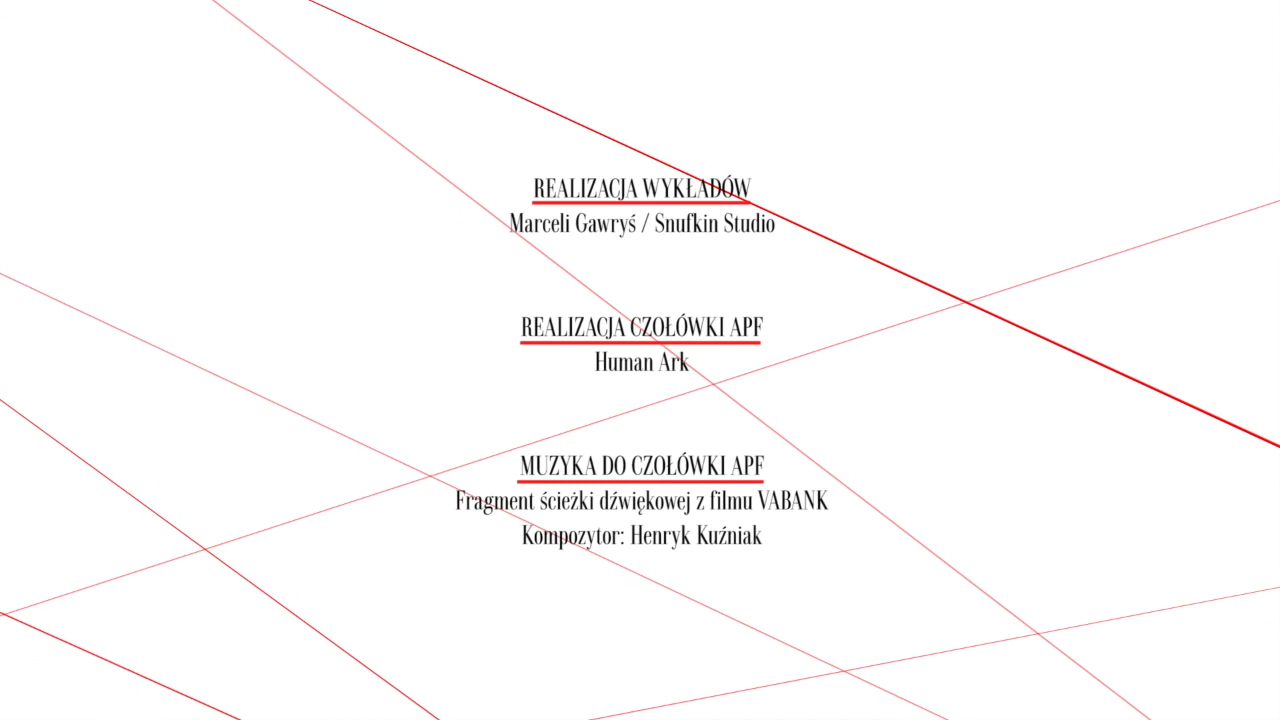 REALIZACJA WYKŁADÓW
Marceli Gawryś / Snufkin Studio
REALIZACJA CZOŁÓWKI APF
Human Ark
MUZYKA DO CZOŁÓWKI APF
Fragment ścieżki dźwiękowej z filmu VABANK
Kompozytor: Henryk Kuźniak